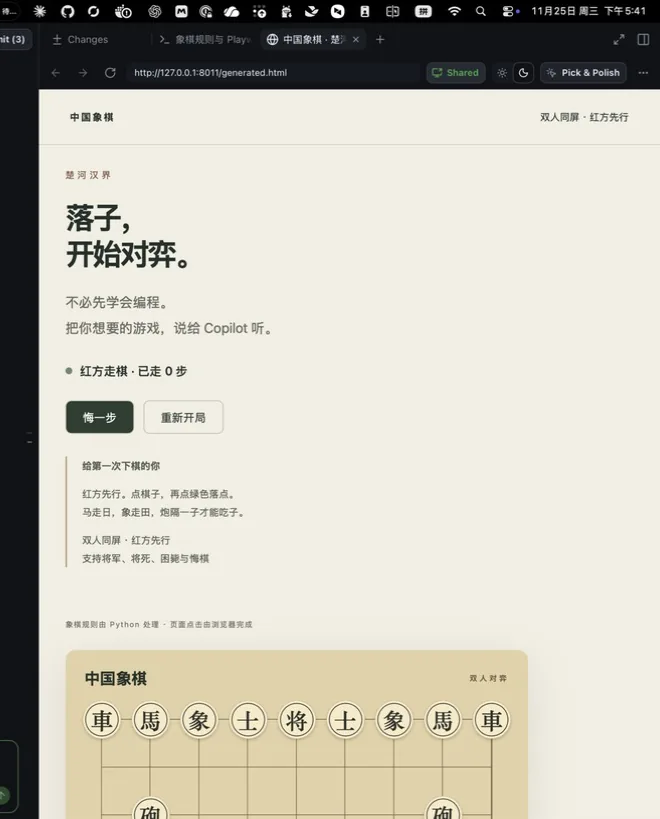 11月25日 周三 下午5:41
Changes
象棋规则与 Playw
中国象棋 · 楚
http://127.0.0.1:8011/generated.html
Shared
Pick & Polish
中国象棋
双人同屏 · 红方先行
楚河汉界
落子，
开始对弈。
不必先学会编程。
把你想要的游戏，说给 Copilot 听。
红方走棋 · 已走 0 步
悔一步
重新开局
给第一次下棋的你
红方先行。点棋子，再点绿色落点。
马走日，象走田，炮隔一子才能吃子。
双人同屏 · 红方先行
支持将军、将死、困毙与悔棋
象棋规则由 Python 处理 · 页面点击由浏览器完成
中国象棋
双人对弈
車 馬 象 士 将 士 象 馬 車
砲 砲